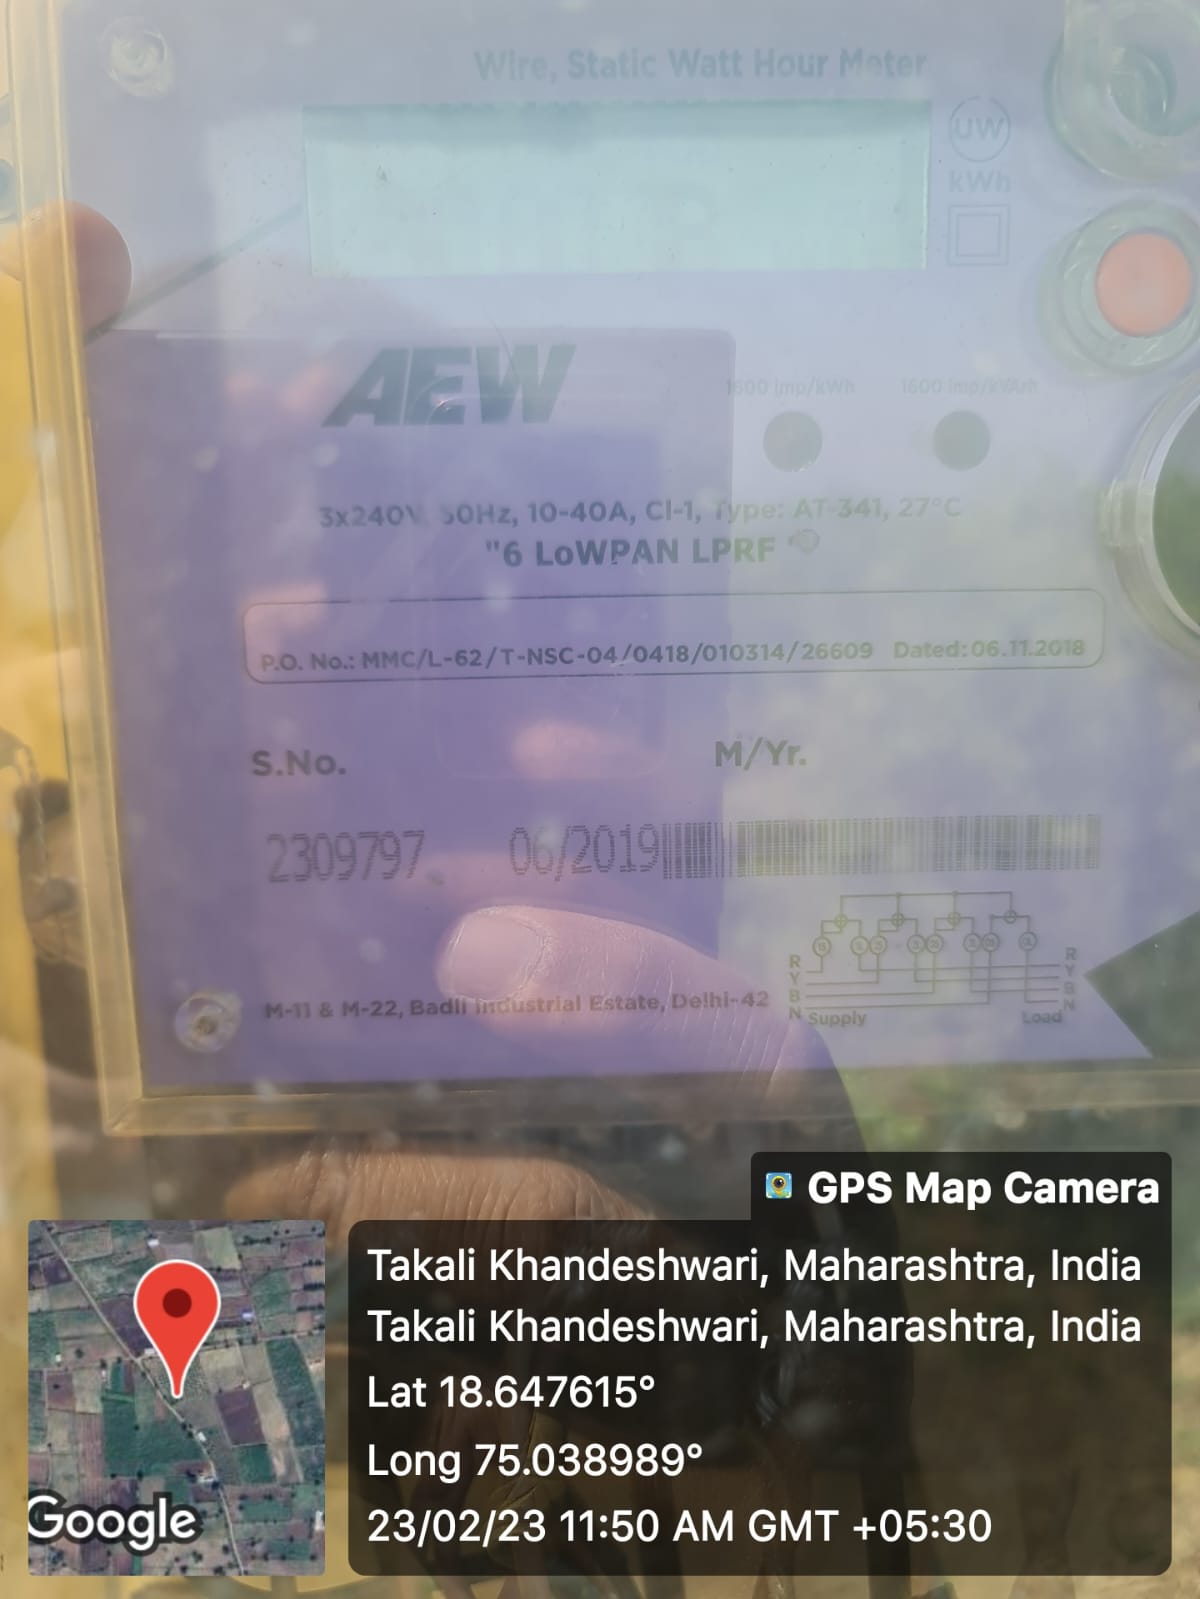 Wire, Static Watt Hour Meter
UW
kWh
AEW
1600 imp/kWh 1600 imp/kVArh
3x240V, 50Hz, 10-40A, Cl-1, Type: AT-341, 27°C
"6 LoWPAN LPRF"
P.O. No.: MMC/L-62/T-NSC-04/0418/010314/26609 Dated:06.11.2018
S.No. M/Yr.
2309797 06/2019
R
Y
B
N
Supply
R
Y
B
N
Load
M-11 & M-22, Badli Industrial Estate, Delhi-42
GPS Map Camera
Takali Khandeshwari, Maharashtra, India
Takali Khandeshwari, Maharashtra, India
Lat 18.647615°
Long 75.038989°
23/02/23 11:50 AM GMT +05:30
Google